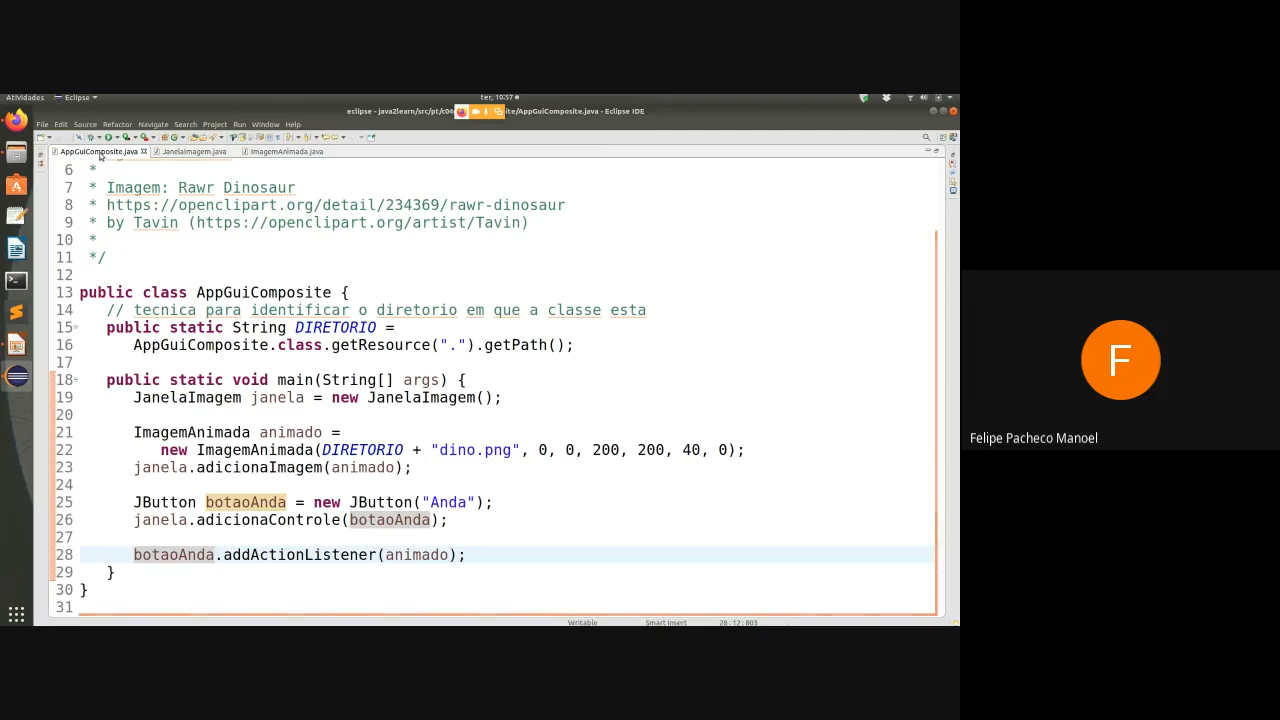 Atividades
Eclipse
ter, 10:57
eclipse - java2learn/src/pt/c04
ite/AppGuiComposite.java - Eclipse IDE
File Edit Source Refactor Navigate Search Project Run Window Help
AppGuiComposite.java
JanelaImagem.java
ImagemAnimada.java
6 *
7 * Imagem: Rawr Dinosaur
8 * https://openclipart.org/detail/234369/rawr-dinosaur
9 * by Tavin (https://openclipart.org/artist/Tavin)
10 *
11 */
12
13 public class AppGuiComposite {
14 // tecnica para identificar o diretorio em que a classe esta
15 public static String DIRETORIO =
16 AppGuiComposite.class.getResource(".").getPath();
17
18 public static void main(String[] args) {
19 JanelaImagem janela = new JanelaImagem();
20
21 ImagemAnimada animado =
22 new ImagemAnimada(DIRETORIO + "dino.png", 0, 0, 200, 200, 40, 0);
23 janela.adicionaImagem(animado);
24
25 JButton botaoAnda = new JButton("Anda");
26 janela.adicionaControle(botaoAnda);
27
28 botaoAnda.addActionListener(animado);
29 }
30 }
31
Writable
Smart Insert
28 : 12 : 803
F
Felipe Pacheco Manoel